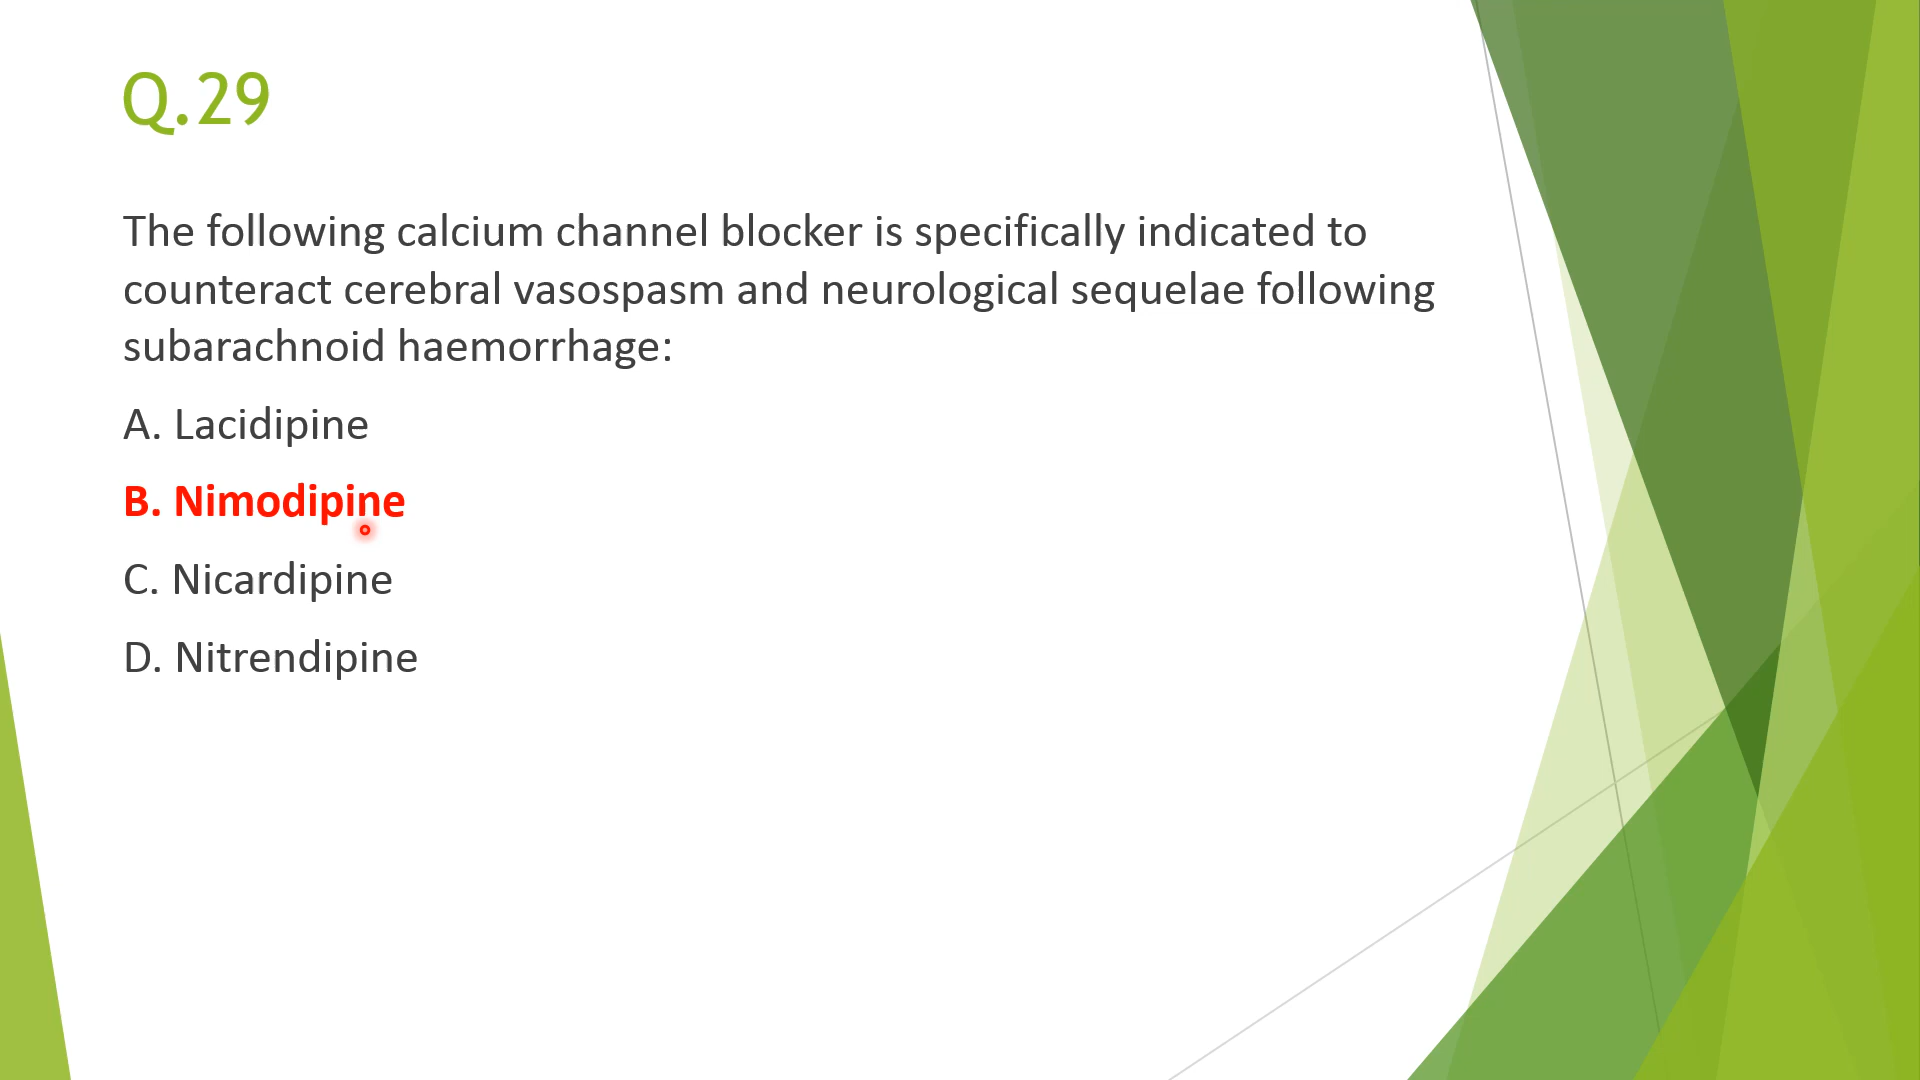 Q.29
The following calcium channel blocker is specifically indicated to
counteract cerebral vasospasm and neurological sequelae following
subarachnoid haemorrhage:
A. Lacidipine
B. Nimodipine
C. Nicardipine
D. Nitrendipine